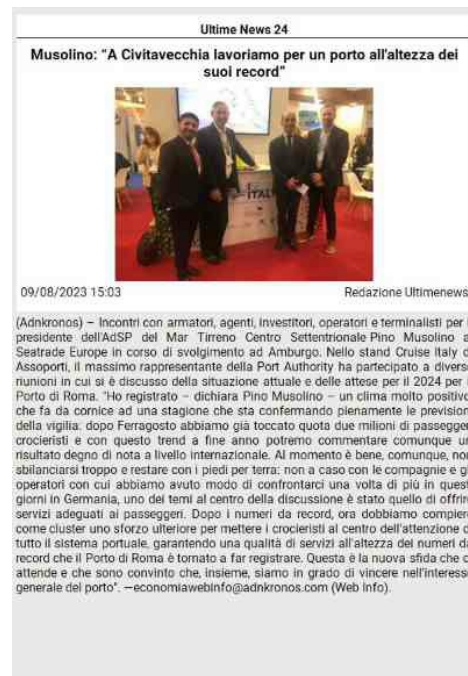 Ultime News 24
Musolino: “A Civitavecchia lavoriamo per un porto all'altezza dei
suoi record”
ITAL
09/08/2023 15:03 Redazione Ultimenews
(Adnkronos) – Incontri con armatori, agenti, investitori, operatori e terminalisti per i
presidente dell'AdSP del Mar Tirreno Centro Settentrionale Pino Musolino a
Seatrade Europe in corso di svolgimento ad Amburgo. Nello stand Cruise Italy d
Assoporti, il massimo rappresentante della Port Authority ha partecipato a diverse
riunioni in cui si è discusso della situazione attuale e delle attese per il 2024 per i
Porto di Roma. "Ho registrato – dichiara Pino Musolino – un clima molto positivo
che fa da cornice ad una stagione che sta confermando pienamente le previsioni
della vigilia: dopo Ferragosto abbiamo già toccato quota due milioni di passegger
crocieristi e con questo trend a fine anno potremo commentare comunque un
risultato degno di nota a livello internazionale. Al momento è bene, comunque, non
sbilanciarsi troppo e restare con i piedi per terra: non a caso con le compagnie e gl
operatori con cui abbiamo avuto modo di confrontarci una volta di più in quest
giorni in Germania, uno dei temi al centro della discussione è stato quello di offrire
servizi adeguati ai passeggeri. Dopo i numeri da record, ora dobbiamo compiere
come cluster uno sforzo ulteriore per mettere i crocieristi al centro dell'attenzione d
tutto il sistema portuale, garantendo una qualità di servizi all'altezza dei numeri da
record che il Porto di Roma è tornato a far registrare. Questa è la nuova sfida che c
attende e che sono convinto che, insieme, siamo in grado di vincere nell'interesse
generale del porto". —economiawebinfo@adnkronos.com (Web Info).